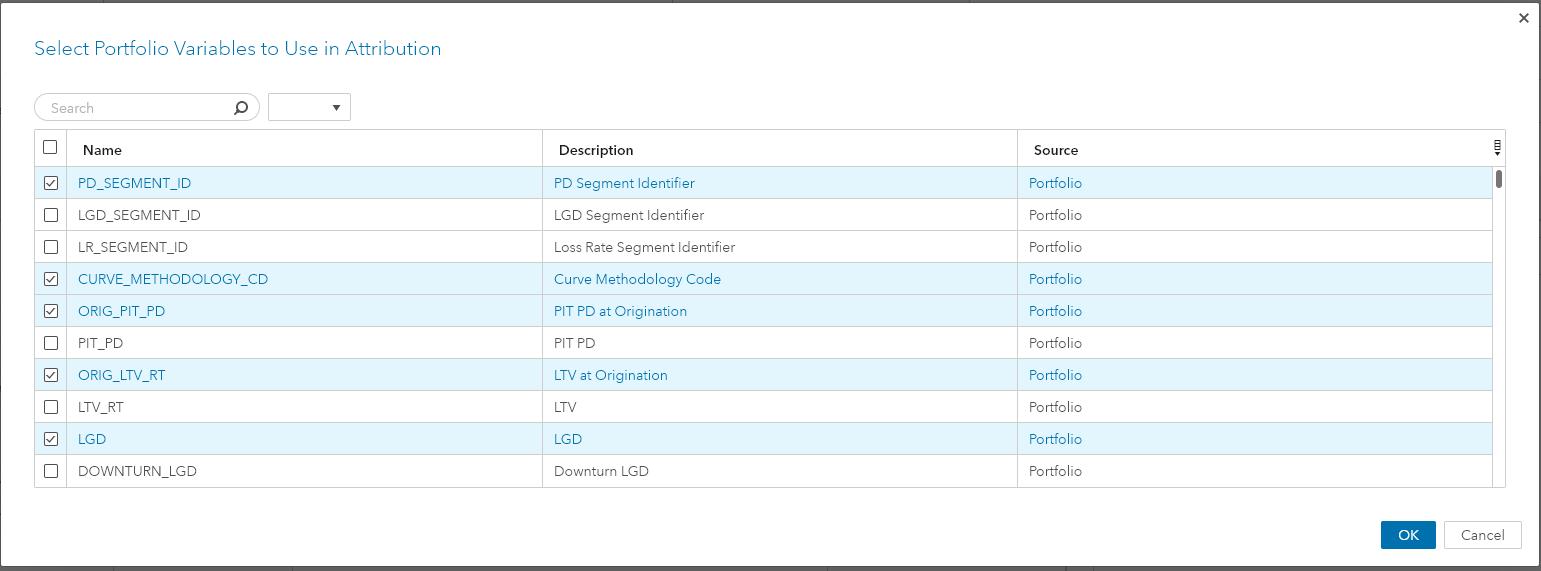 Select Portfolio Variables to Use in Attribution
Search
Name Description Source
PD_SEGMENT_ID PD Segment Identifier Portfolio
LGD_SEGMENT_ID LGD Segment Identifier Portfolio
LR_SEGMENT_ID Loss Rate Segment Identifier Portfolio
CURVE_METHODOLOGY_CD Curve Methodology Code Portfolio
ORIG_PIT_PD PIT PD at Origination Portfolio
PIT_PD PIT PD Portfolio
ORIG_LTV_RT LTV at Origination Portfolio
LTV_RT LTV Portfolio
LGD LGD Portfolio
DOWNTURN_LGD Downturn LGD Portfolio
OK Cancel